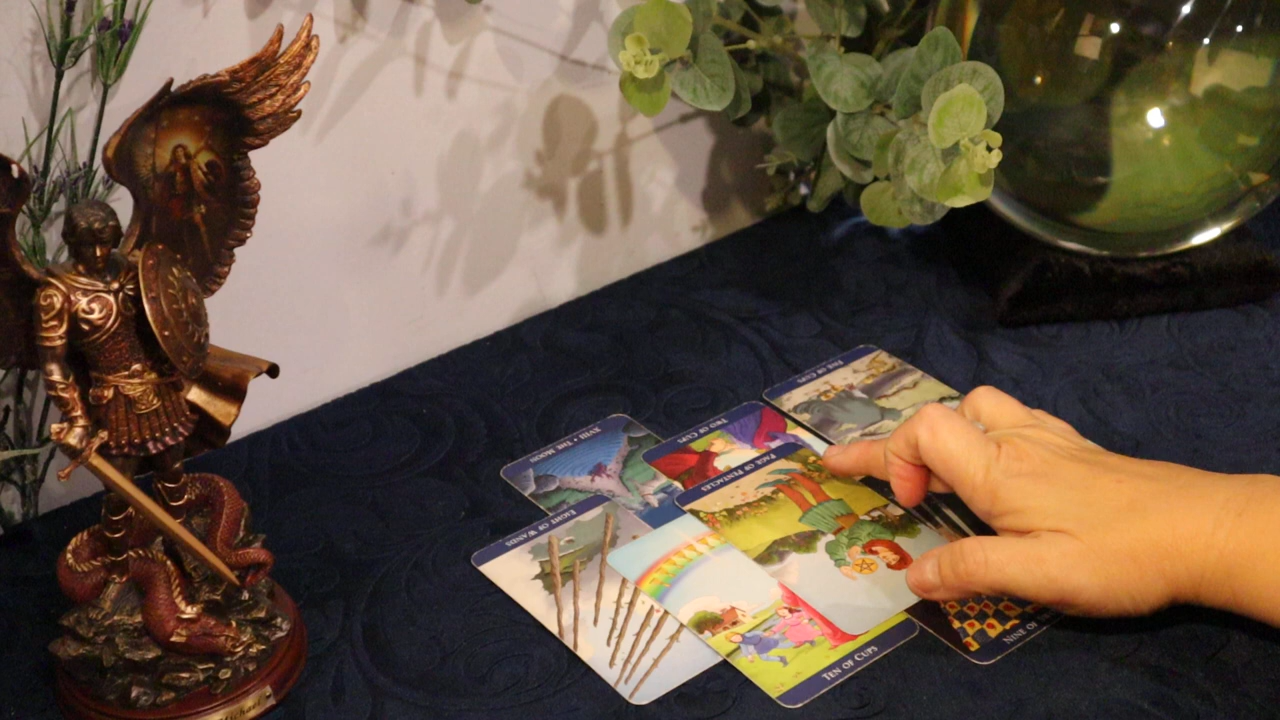 FIVE OF CUPS
TWO OF CUPS
XVIII • THE MOON
PAGE OF PENTACLES
EIGHT OF WANDS
NINE OF
TEN OF CUPS
Michael